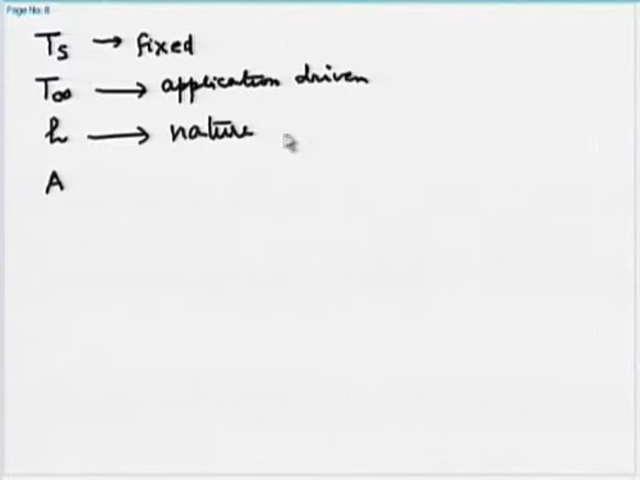 Page No: 8
Ts → fixed
T∞ → application driven
h → nature
A